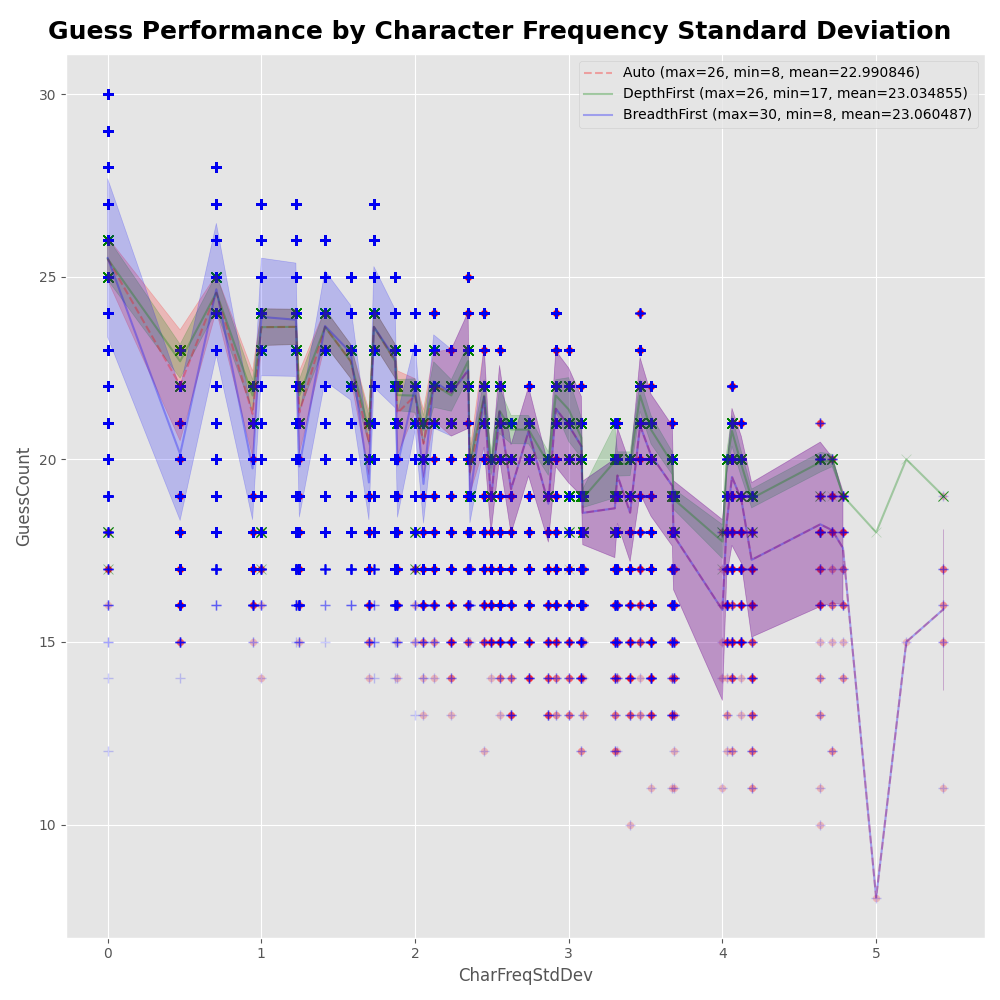 Guess Performance by Character Frequency Standard Deviation
Auto (max=26, min=8, mean=22.990846)
DepthFirst (max=26, min=17, mean=23.034855)
BreadthFirst (max=30, min=8, mean=23.060487)
30
25
20
15
10
GuessCount
0 1 2 3 4 5
CharFreqStdDev